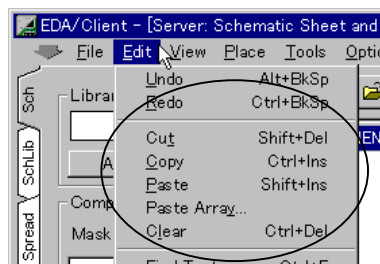 EDA/Client - [Server: Schematic Sheet and
File Edit View Place Tools Optic
Undo Alt+BkSp
Redo Ctrl+BkSp
Cut Shift+Del
Copy Ctrl+Ins
Paste Shift+Ins
Paste Array...
Clear Ctrl+Del
Sch
SchLib
Spread
Librar
A
Comp
Mask